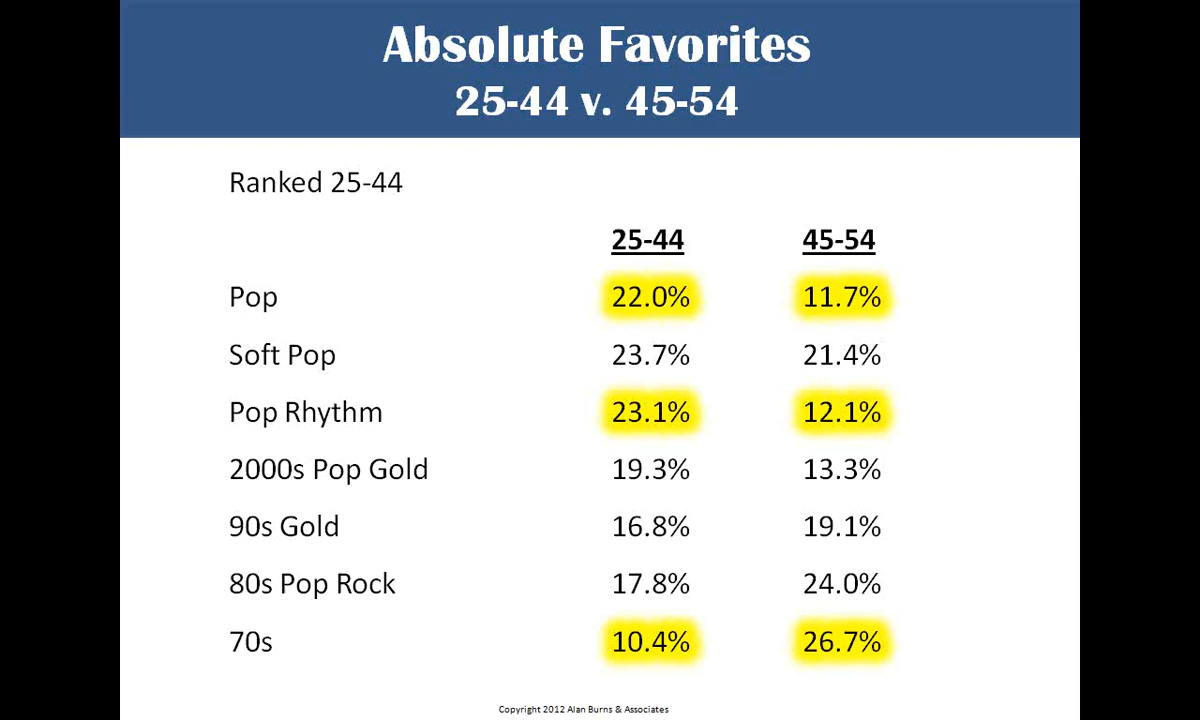 Absolute Favorites
25-44 v. 45-54
Ranked 25-44
25-44 45-54
Pop 22.0% 11.7%
Soft Pop 23.7% 21.4%
Pop Rhythm 23.1% 12.1%
2000s Pop Gold 19.3% 13.3%
90s Gold 16.8% 19.1%
80s Pop Rock 17.8% 24.0%
70s 10.4% 26.7%
Copyright 2012 Alan Burns & Associates